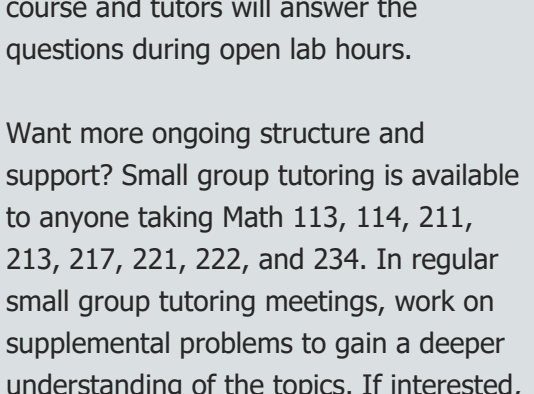 course and tutors will answer the
questions during open lab hours.
Want more ongoing structure and
support? Small group tutoring is available
to anyone taking Math 113, 114, 211,
213, 217, 221, 222, and 234. In regular
small group tutoring meetings, work on
supplemental problems to gain a deeper
understanding of the topics. If interested,